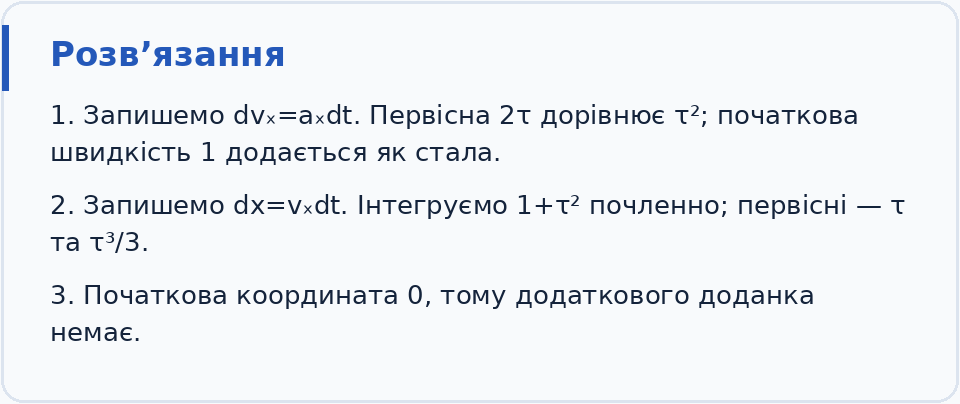 Розв’язання
1. Запишемо dvₓ=aₓdt. Первісна 2τ дорівнює τ²; початкова
швидкість 1 додається як стала.
2. Запишемо dx=vₓdt. Інтегруємо 1+τ² почленно; первісні — τ
та τ³/3.
3. Початкова координата 0, тому додаткового доданка
немає.